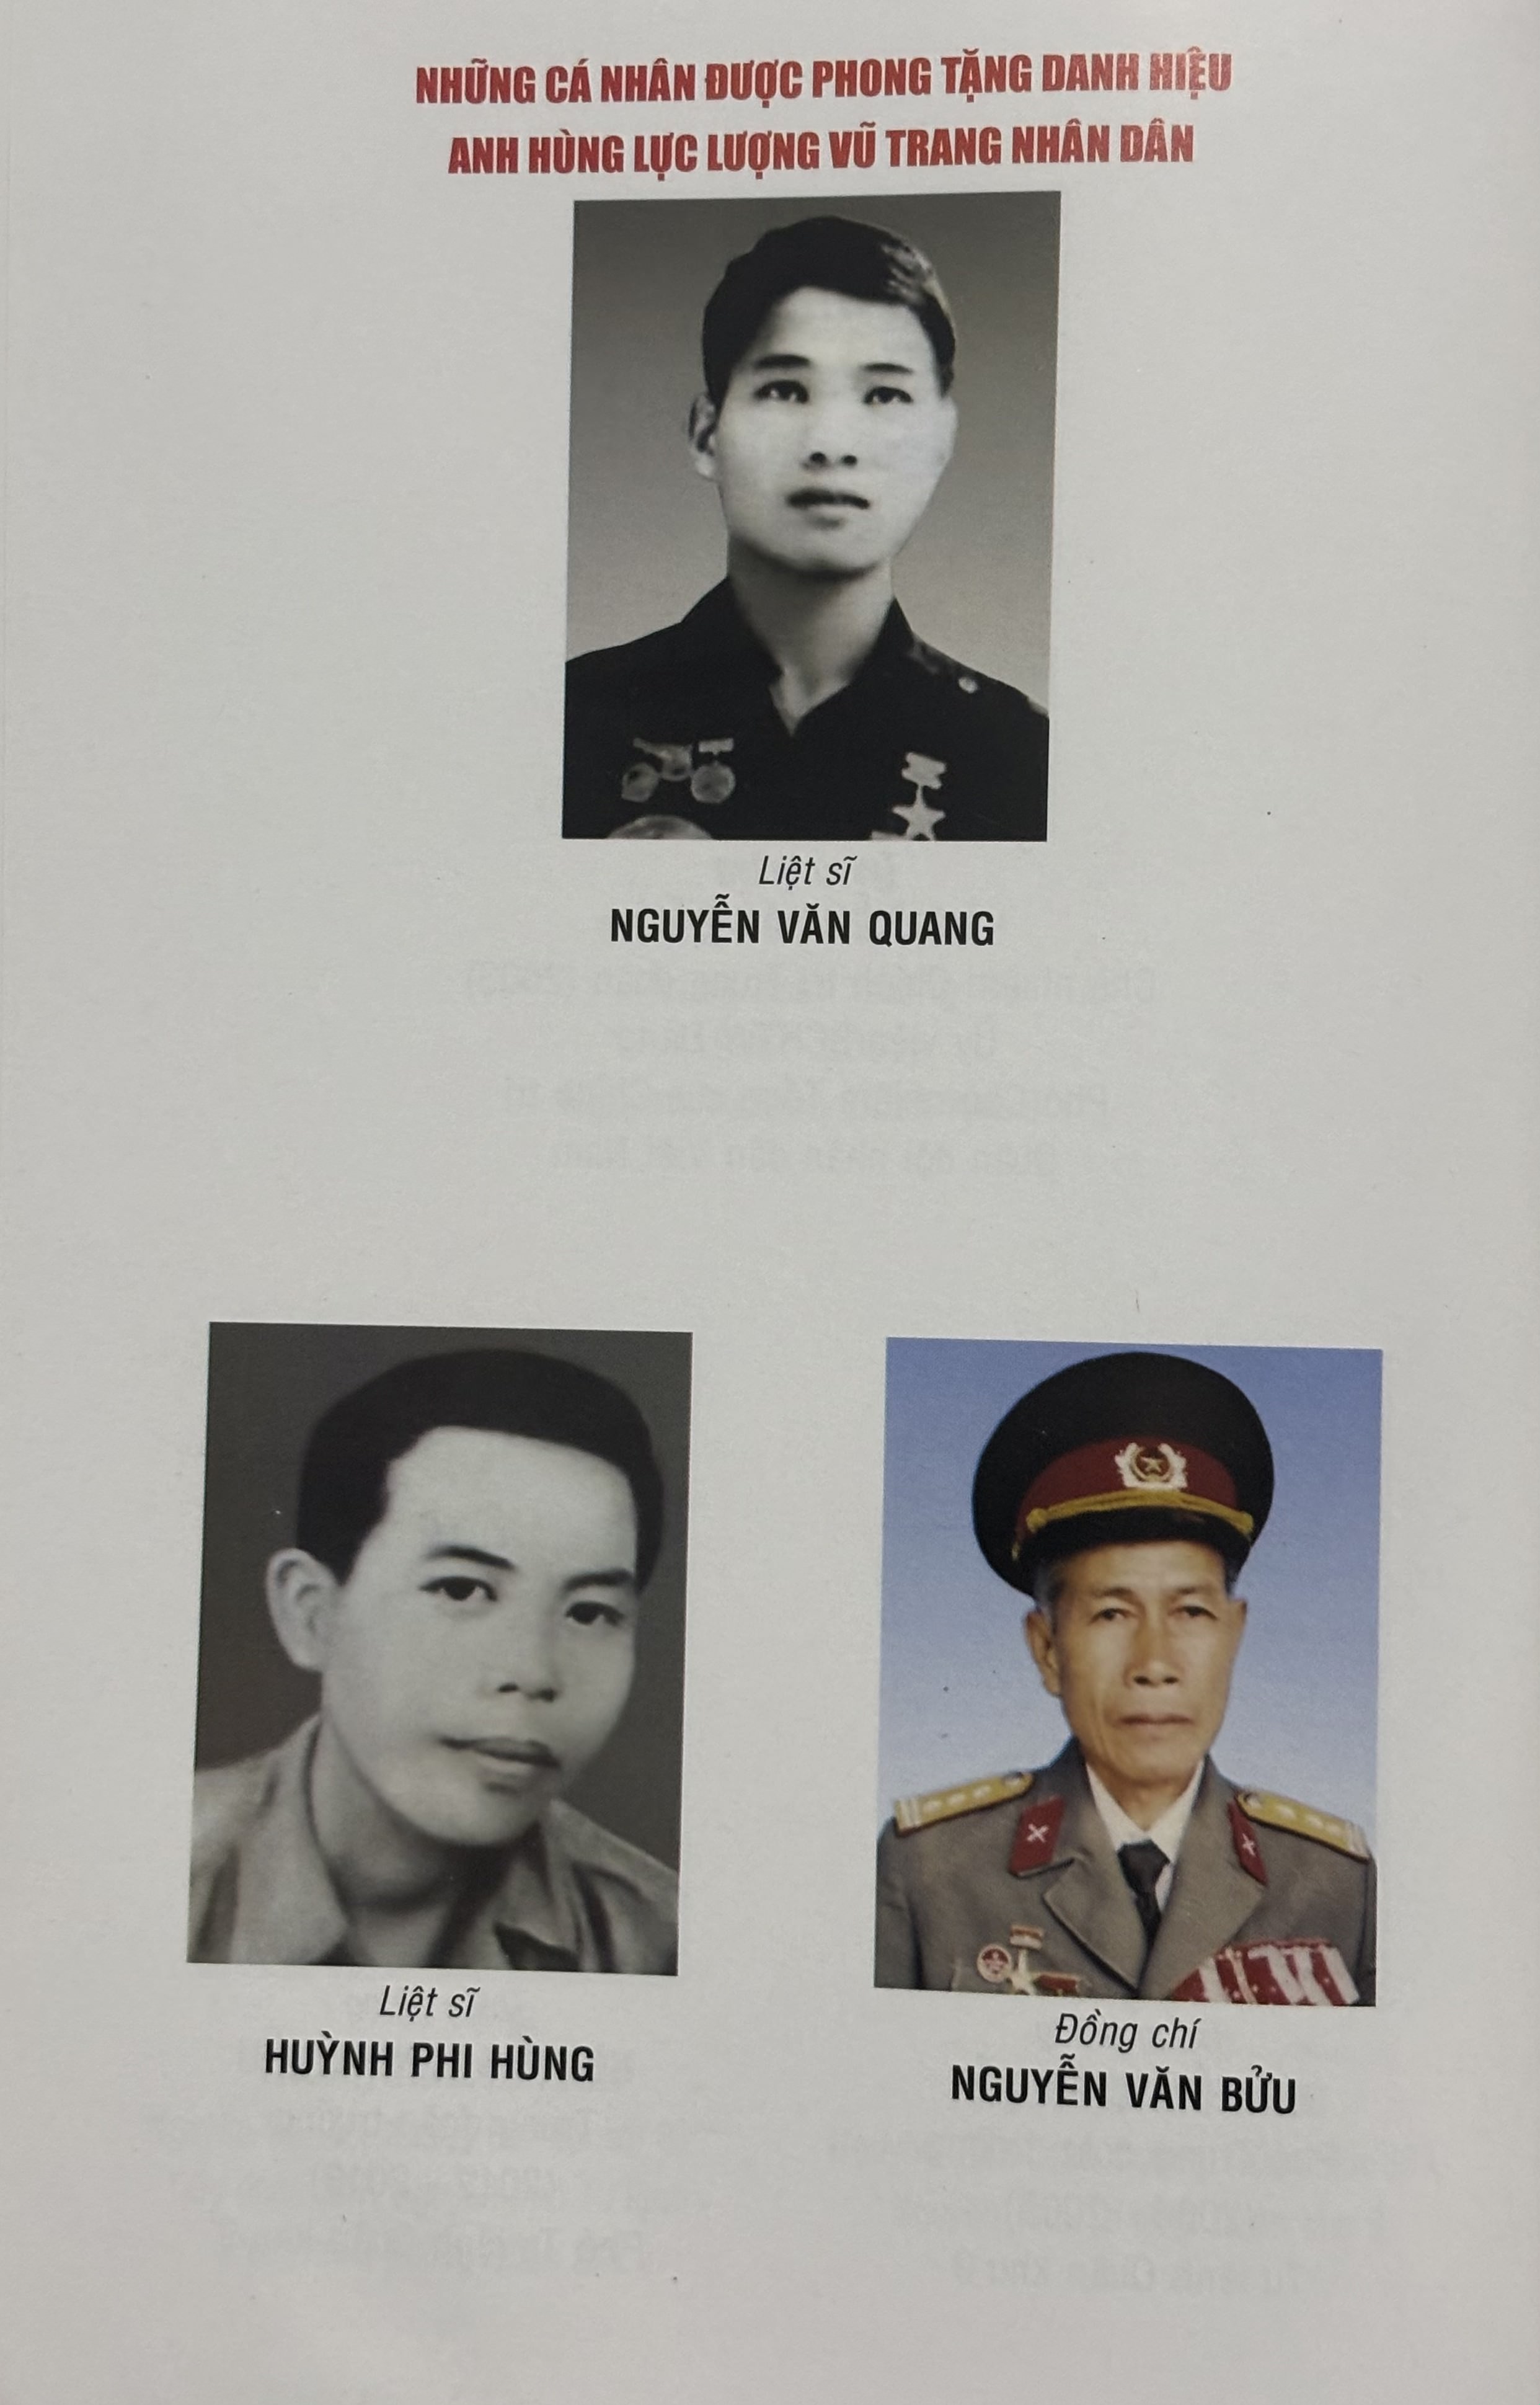 NHỮNG CÁ NHÂN ĐƯỢC PHONG TẶNG DANH HIỆU
ANH HÙNG LỰC LƯỢNG VŨ TRANG NHÂN DÂN
Liệt sĩ
NGUYỄN VĂN QUANG
Liệt sĩ
HUỲNH PHI HÙNG
Đồng chí
NGUYỄN VĂN BỬU